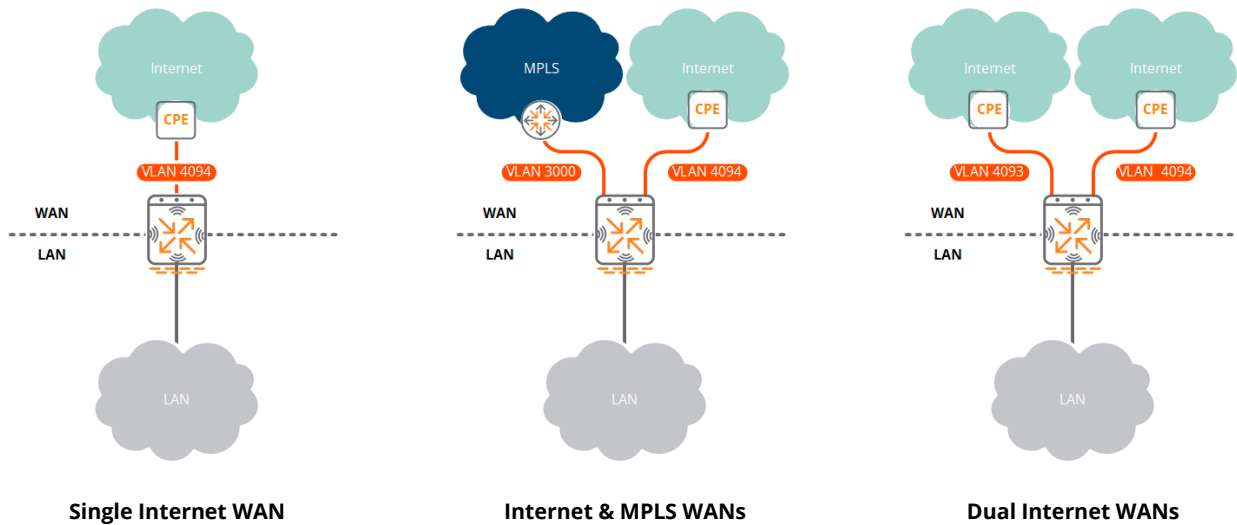 Internet
CPE
VLAN 4094
WAN
LAN
LAN
Single Internet WAN
MPLS
Internet
CPE
VLAN 3000
VLAN 4094
WAN
LAN
LAN
Internet & MPLS WANs
Internet
Internet
CPE
CPE
VLAN 4093
VLAN 4094
WAN
LAN
LAN
Dual Internet WANs